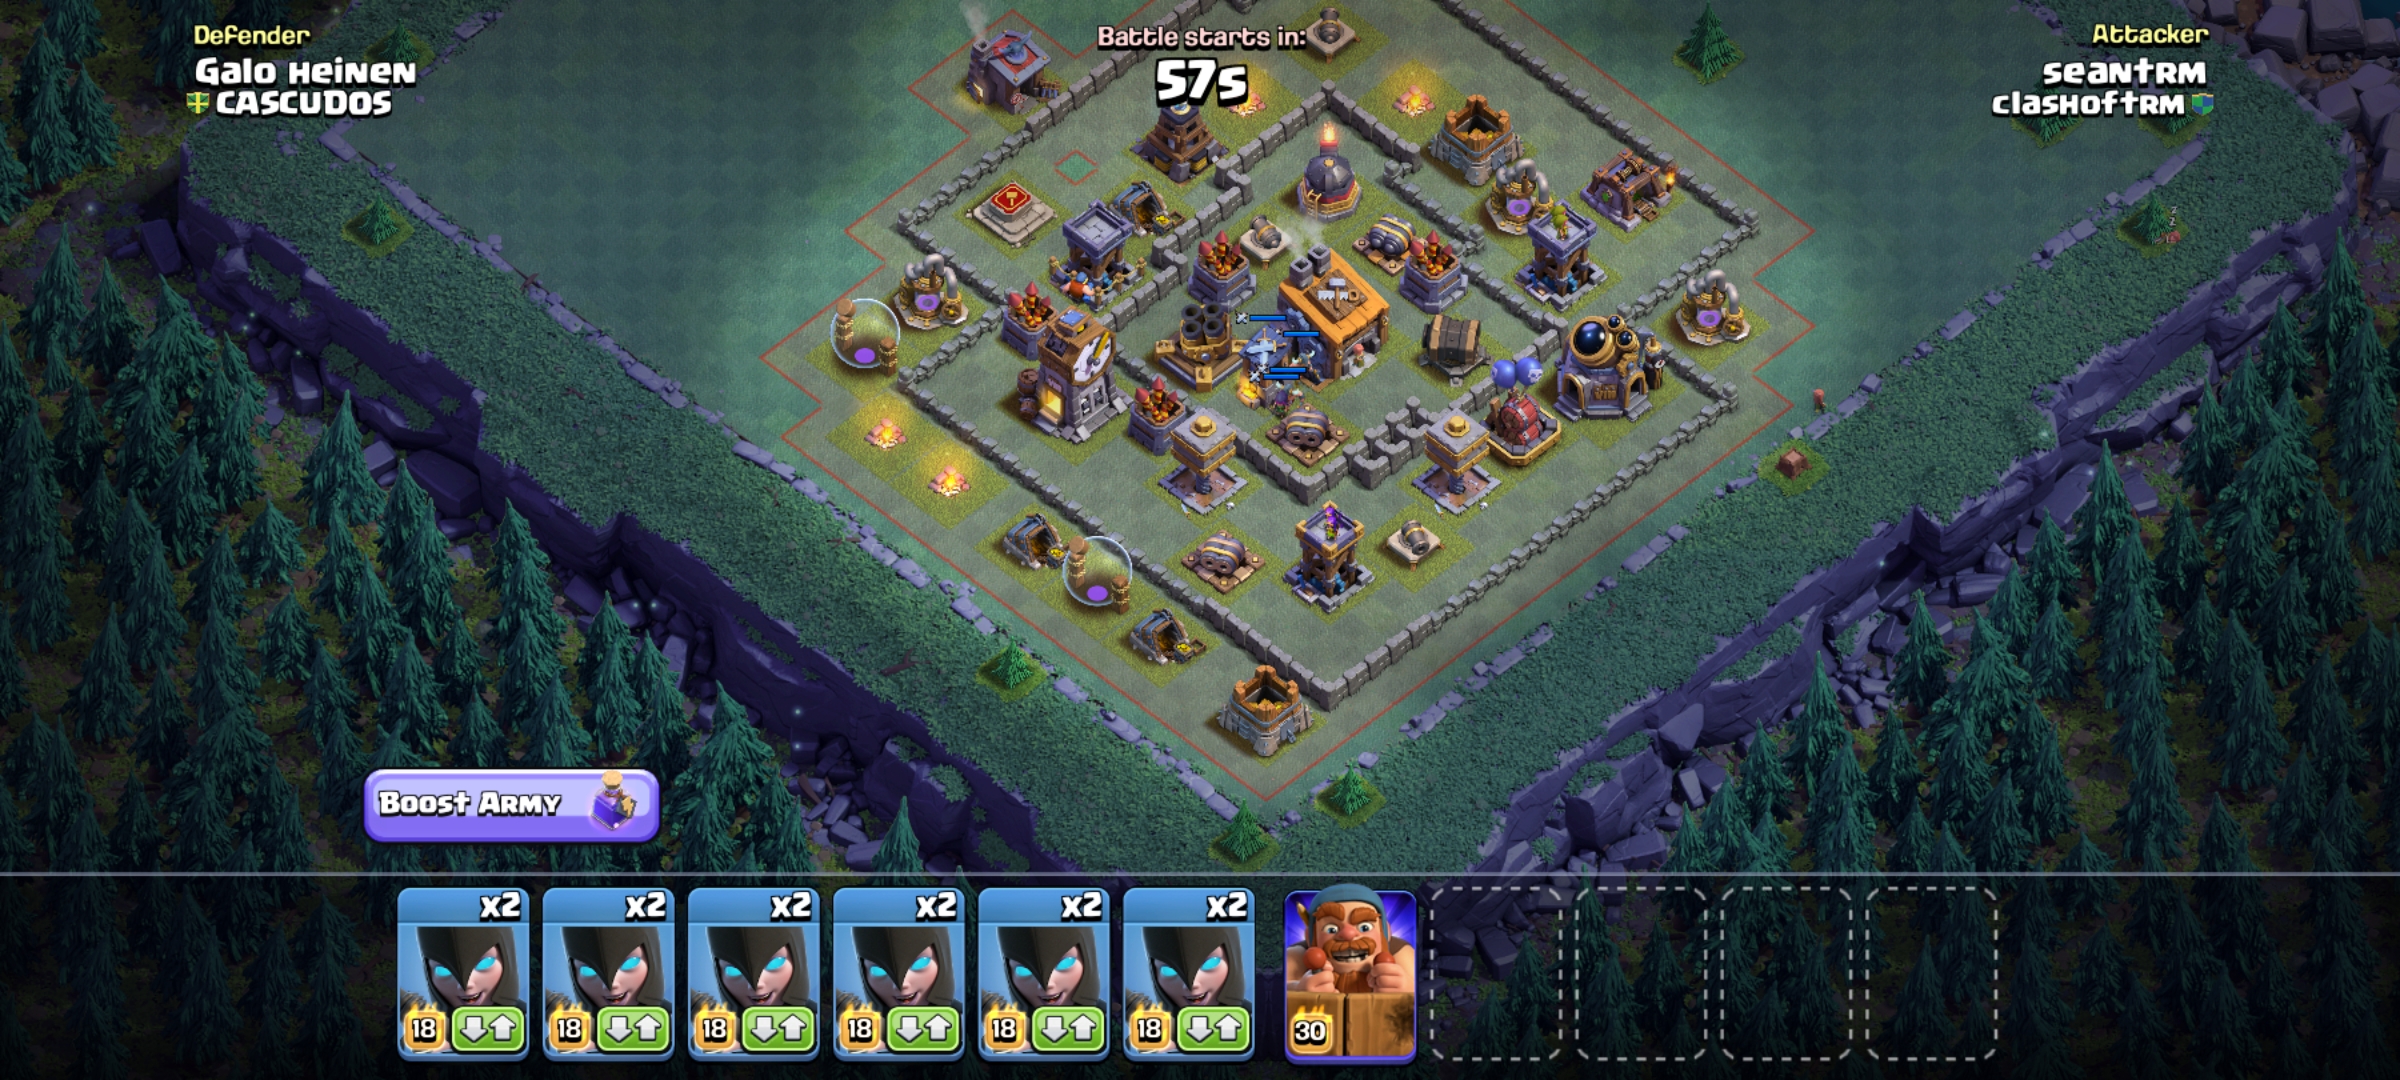 Defender
Galo Heinen
CASCUDOS
Battle starts in:
57s
Attacker
seantRM
clashoftRM
Boost Army
x2
x2
x2
x2
x2
x2
18
18
18
18
18
18
30